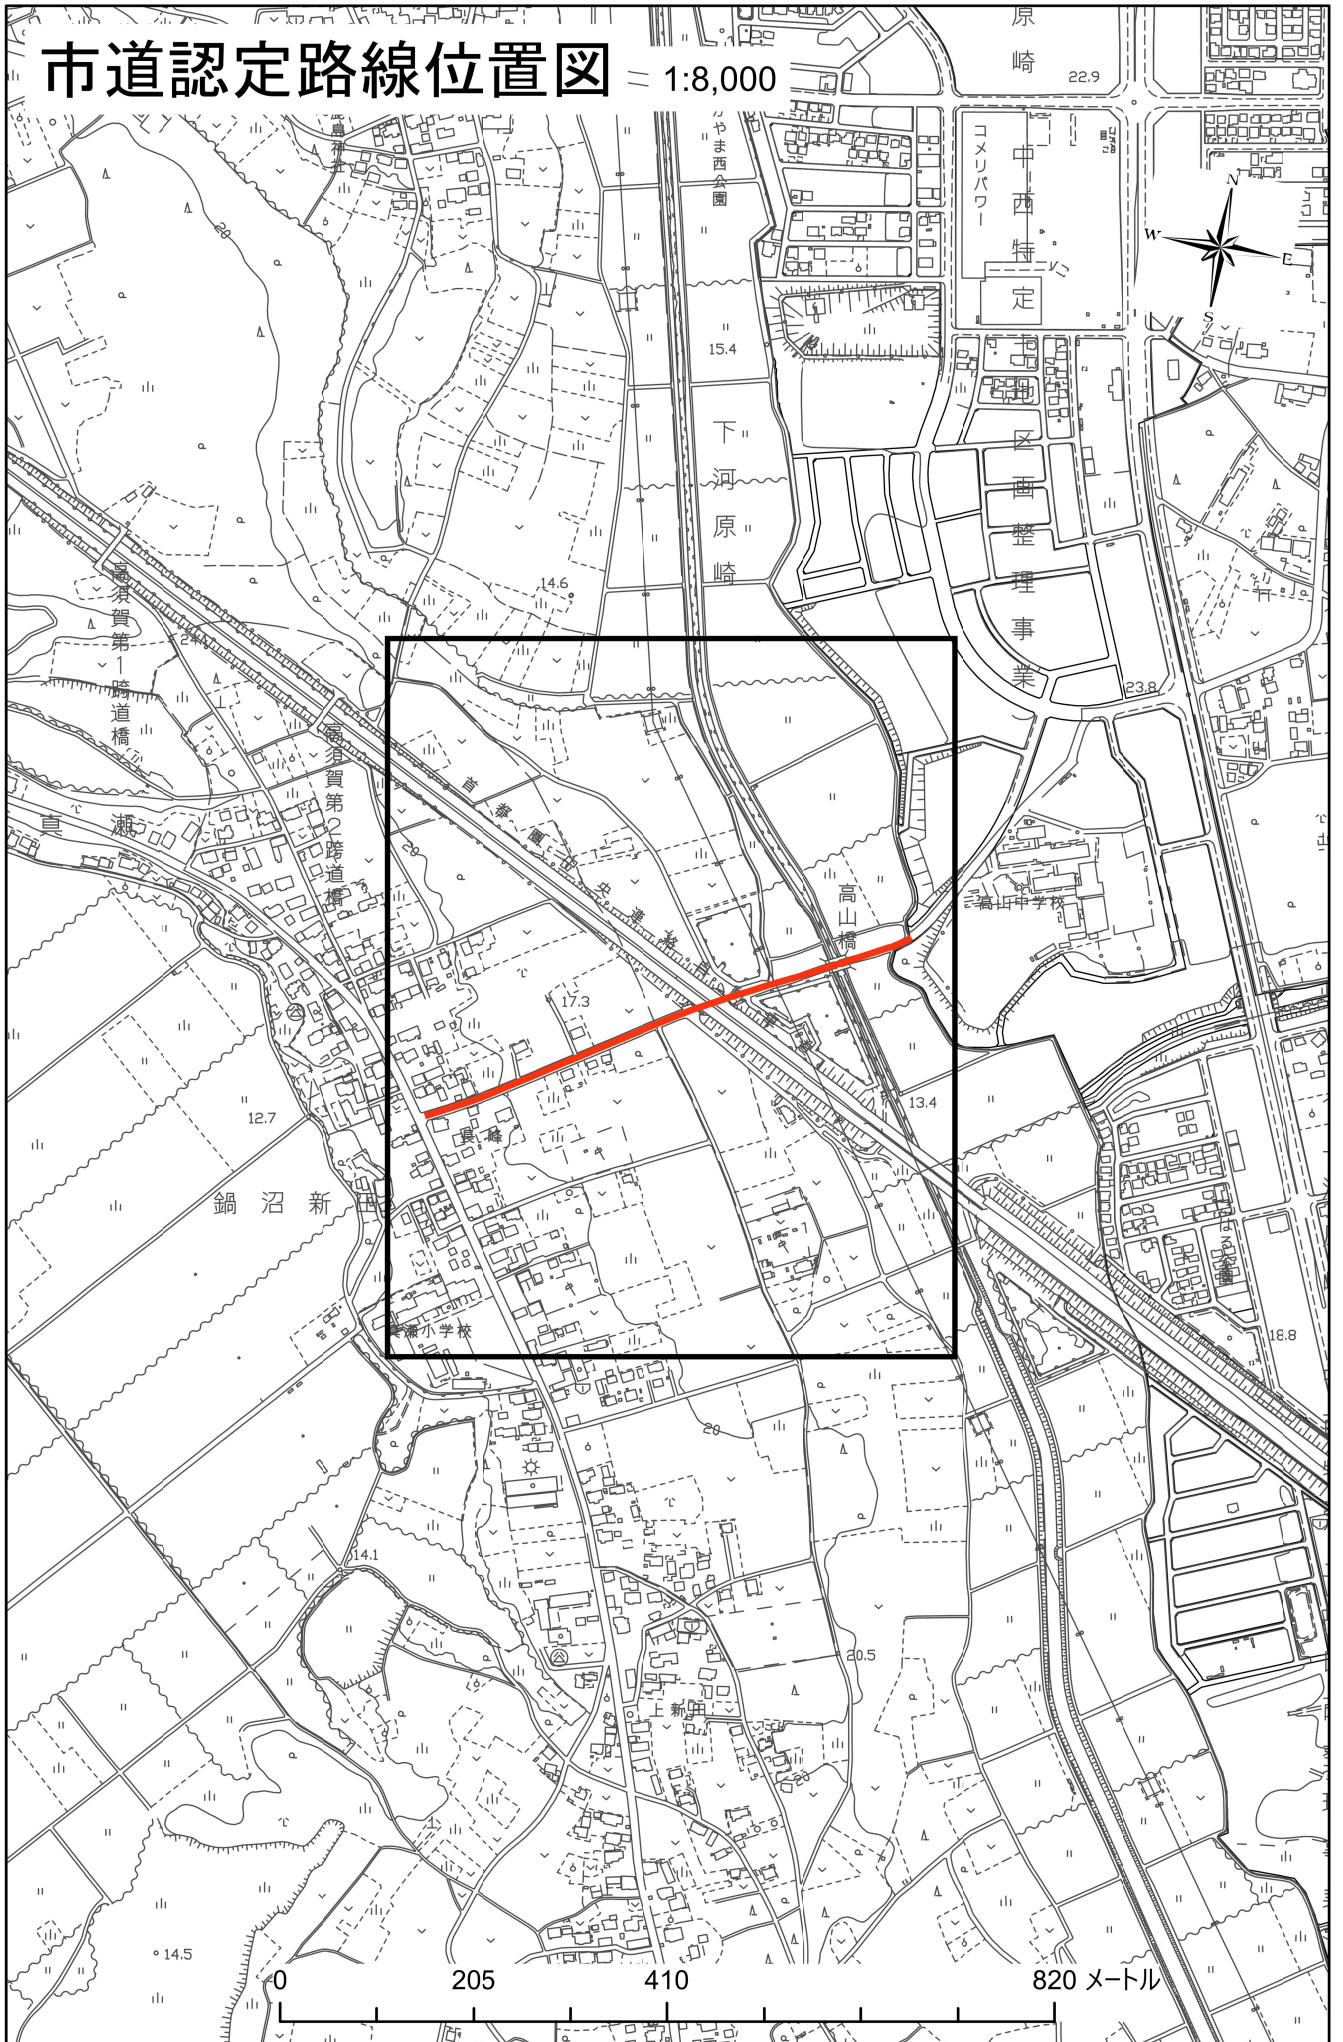 市道認定路線位置図 1:8,000
原崎
22.9
やま西公園
コメリパワー
中西特定土地区画整理事業
N
W
E
S
15.4
下河原崎
14.6
高須賀第1跨道橋
24
高須賀第2跨道橋
23.8
首都圏中央連絡自動車道
真瀬
20
高山橋
高山中学校
17.3
12.7
長峰
13.4
鍋沼新田
真瀬小学校
18.8
20
14.1
20.5
上新田
14.5
0 205 410 820 メートル